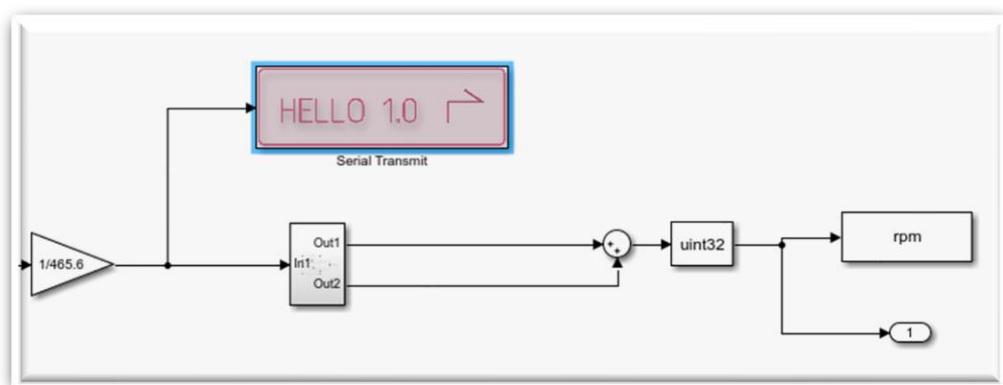 HELLO 1.0
Serial Transmit
1/465.6
In1
Out1
Out2
++
uint32
rpm
1